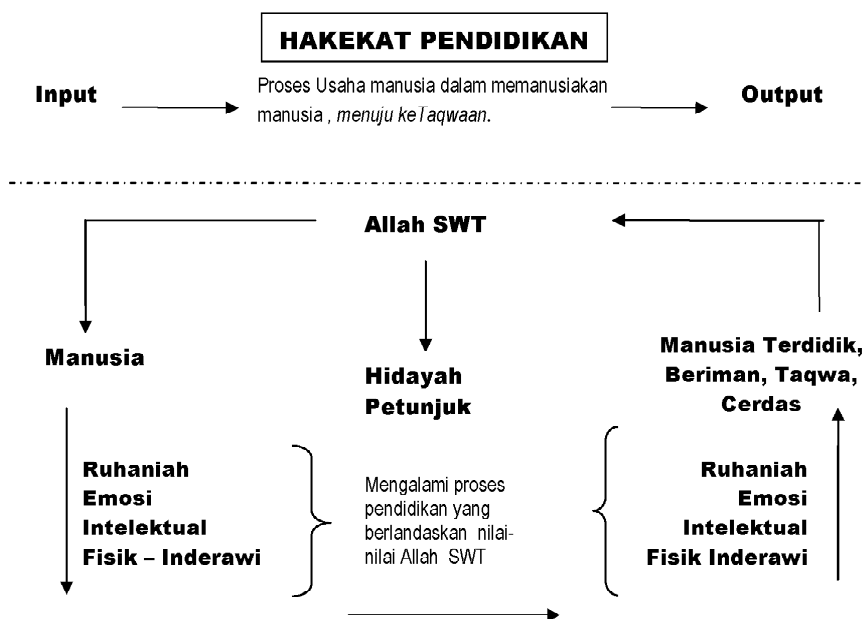 HAKEKAT PENDIDIKAN
Input
Proses Usaha manusia dalam memanusiakan
manusia , menuju keTaqwaan.
Output
Allah SWT
Manusia
Hidayah
Petunjuk
Manusia Terdidik,
Beriman, Taqwa,
Cerdas
Ruhaniah
Emosi
Intelektual
Fisik – Inderawi
Mengalami proses
pendidikan yang
berlandaskan nilai-
nilai Allah SWT
Ruhaniah
Emosi
Intelektual
Fisik Inderawi